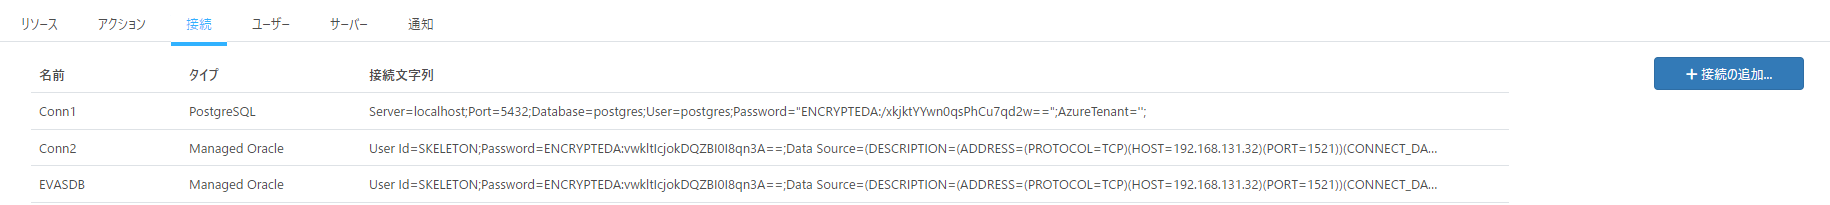 リソース アクション 接続 ユーザー サーバー 通知
名前 タイプ 接続文字列
+ 接続の追加...
Conn1 PostgreSQL Server=localhost;Port=5432;Database=postgres;User=postgres;Password="ENCRYPTEDA:/xkjktYYwn0qsPhCu7qd2w==";AzureTenant='';
Conn2 Managed Oracle User Id=SKELETON;Password=ENCRYPTEDA:vwkltIcjokDQZBI0I8qn3A==;Data Source=(DESCRIPTION=(ADDRESS=(PROTOCOL=TCP)(HOST=192.168.131.32)(PORT=1521))(CONNECT_DA...
EVASDB Managed Oracle User Id=SKELETON;Password=ENCRYPTEDA:vwkltIcjokDQZBI0I8qn3A==;Data Source=(DESCRIPTION=(ADDRESS=(PROTOCOL=TCP)(HOST=192.168.131.32)(PORT=1521))(CONNECT_DA...